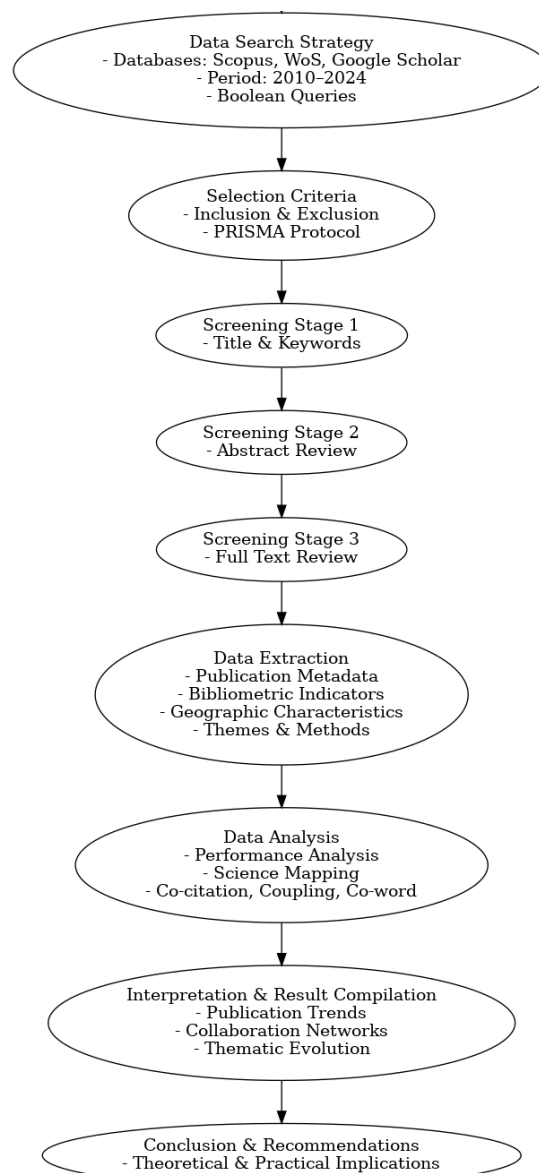 Data Search Strategy
- Databases: Scopus, WoS, Google Scholar
- Period: 2010–2024
- Boolean Queries
Selection Criteria
- Inclusion & Exclusion
- PRISMA Protocol
Screening Stage 1
- Title & Keywords
Screening Stage 2
- Abstract Review
Screening Stage 3
- Full Text Review
Data Extraction
- Publication Metadata
- Bibliometric Indicators
- Geographic Characteristics
- Themes & Methods
Data Analysis
- Performance Analysis
- Science Mapping
- Co-citation, Coupling, Co-word
Interpretation & Result Compilation
- Publication Trends
- Collaboration Networks
- Thematic Evolution
Conclusion & Recommendations
- Theoretical & Practical Implications